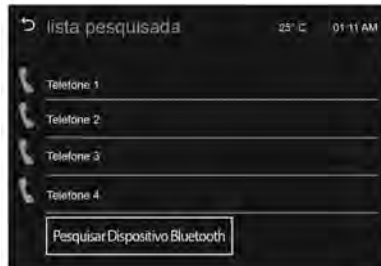 lista pesquisada 25° C 01:11 AM
Telefone 1
Telefone 2
Telefone 3
Telefone 4
Pesquisar Dispositivo Bluetooth